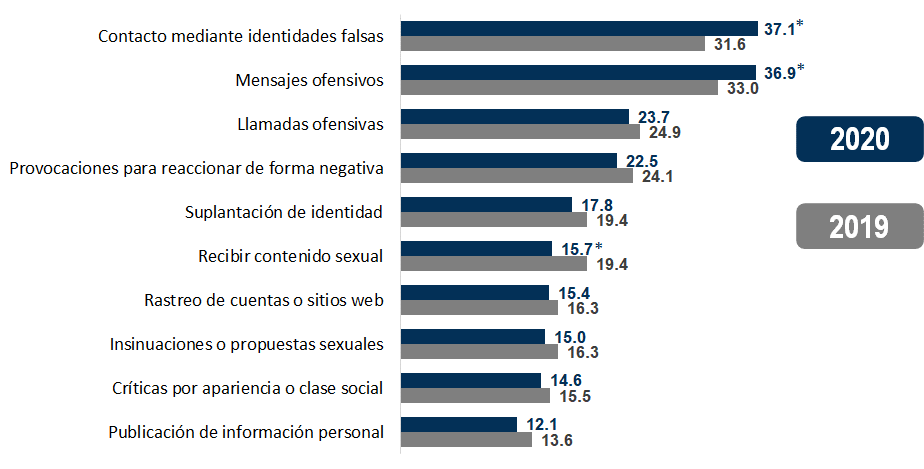 Contacto mediante identidades falsas
37.1*
31.6
Mensajes ofensivos
36.9*
33.0
Llamadas ofensivas
23.7
24.9
Provocaciones para reaccionar de forma negativa
22.5
24.1
Suplantación de identidad
17.8
19.4
Recibir contenido sexual
15.7*
19.4
Rastreo de cuentas o sitios web
15.4
16.3
Insinuaciones o propuestas sexuales
15.0
16.3
Críticas por apariencia o clase social
14.6
15.5
Publicación de información personal
12.1
13.6
2020
2019